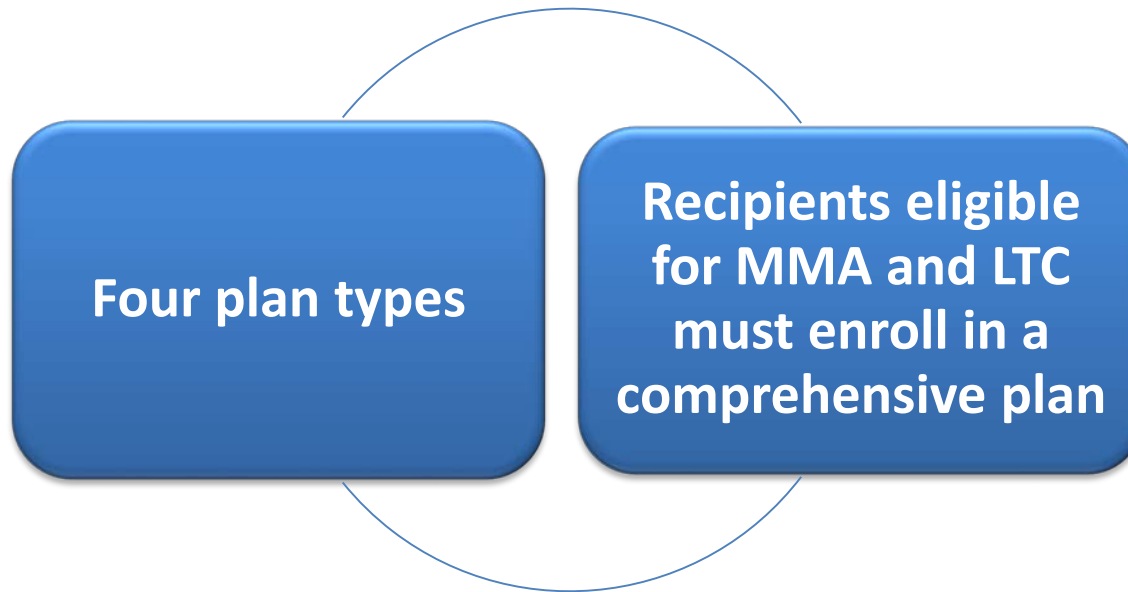 Four plan types
Recipients eligible
for MMA and LTC
must enroll in a
comprehensive plan